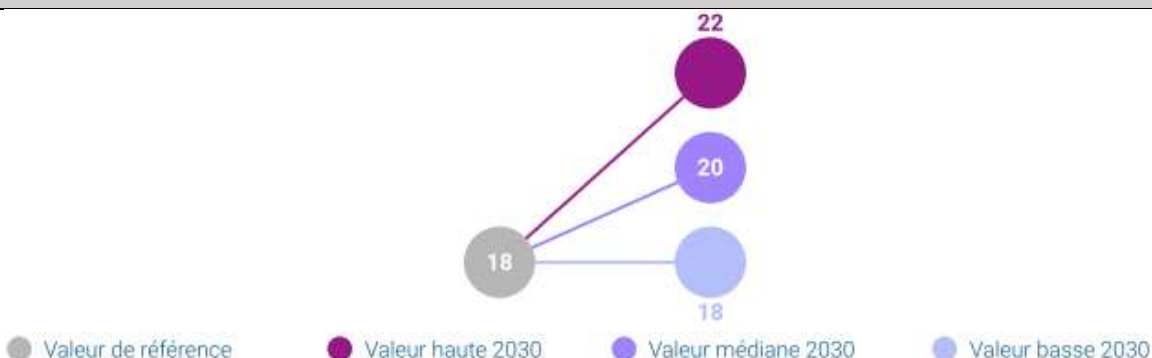 22
20
18
18
Valeur de référence
Valeur haute 2030
Valeur médiane 2030
Valeur basse 2030